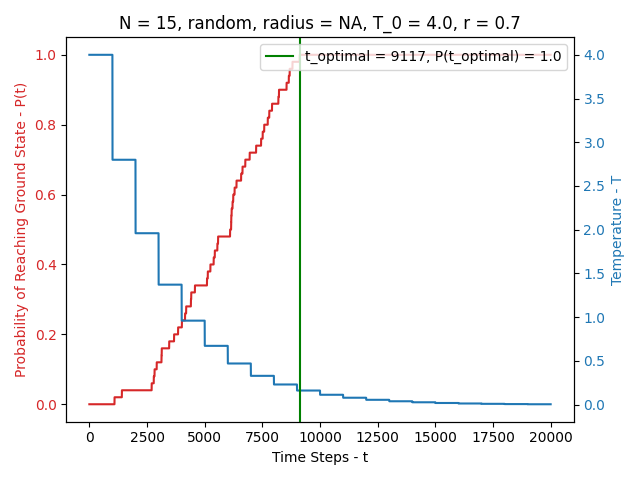 N = 15, random, radius = NA, T_0 = 4.0, r = 0.7
t_optimal = 9117, P(t_optimal) = 1.0
Probability of Reaching Ground State - P(t)
1.0
0.8
0.6
0.4
0.2
0.0
4.0
3.5
3.0
2.5
2.0
1.5
1.0
0.5
0.0
Temperature - T
0 2500 5000 7500 10000 12500 15000 17500 20000
Time Steps - t